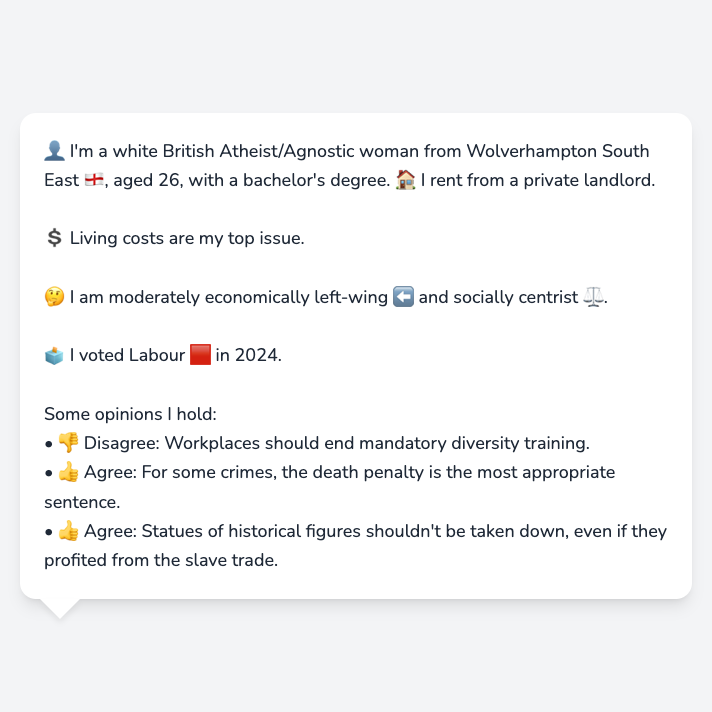 👤 I'm a white British Atheist/Agnostic woman from Wolverhampton South
East 🏴󠁧󠁢󠁥󠁮󠁧󠁿, aged 26, with a bachelor's degree. 🏠 I rent from a private landlord.
💲 Living costs are my top issue.
🤔 I am moderately economically left-wing ⬅️ and socially centrist ⚖️.
🗳️ I voted Labour 🟥 in 2024.
Some opinions I hold:
• 👎 Disagree: Workplaces should end mandatory diversity training.
• 👍 Agree: For some crimes, the death penalty is the most appropriate
sentence.
• 👍 Agree: Statues of historical figures shouldn't be taken down, even if they
profited from the slave trade.